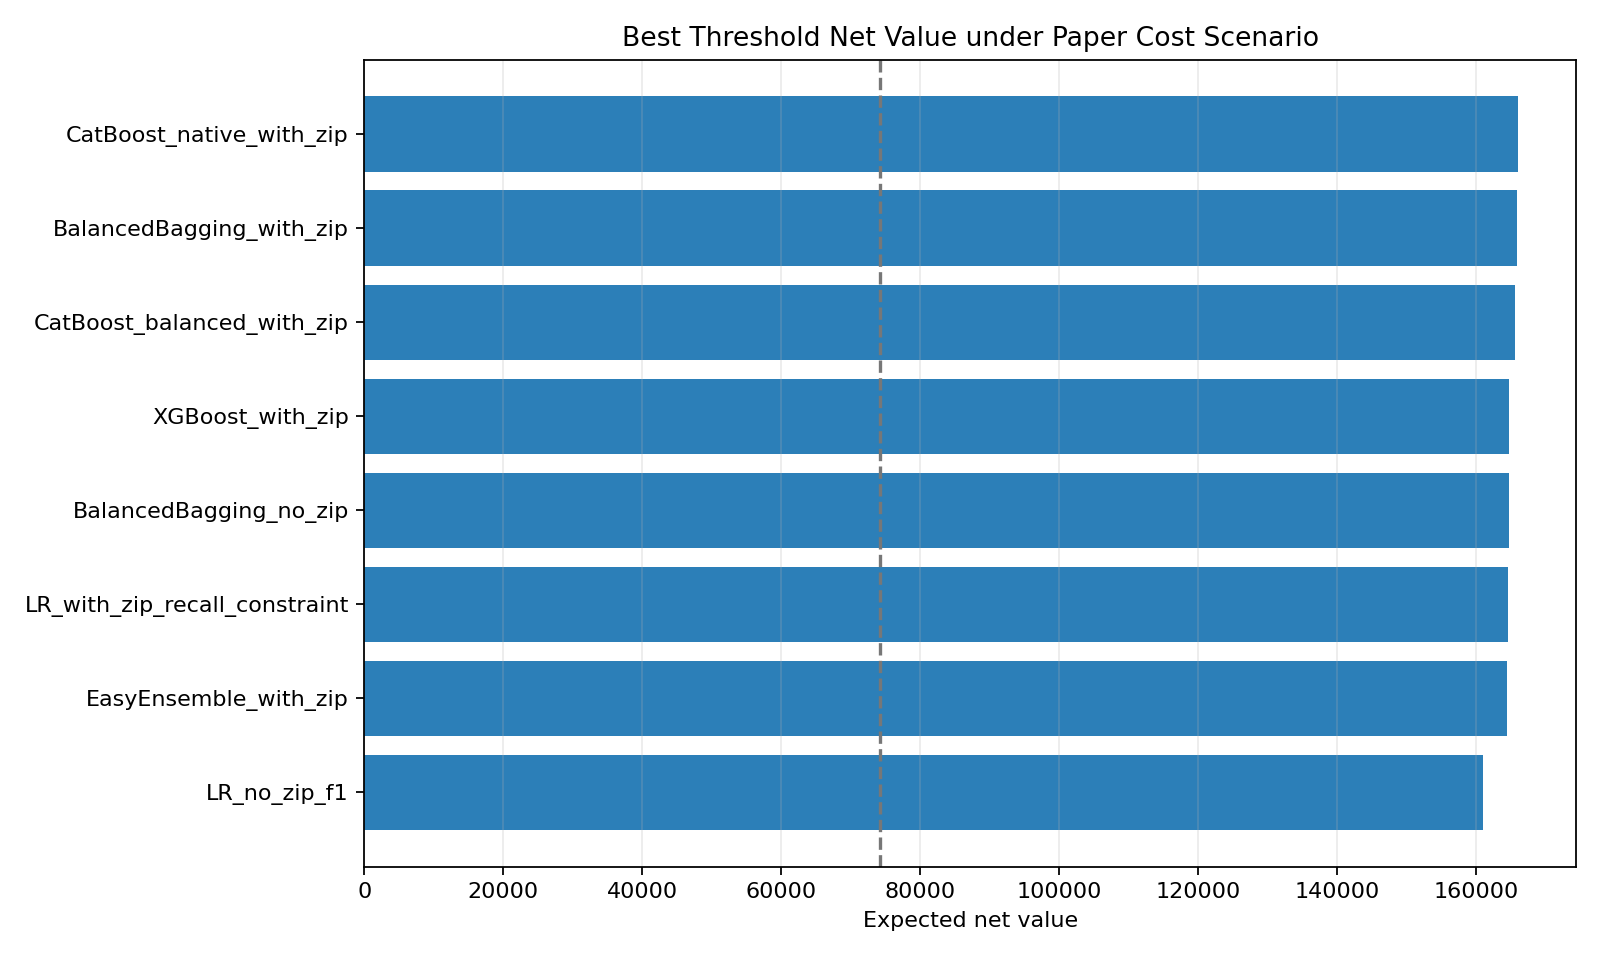 Best Threshold Net Value under Paper Cost Scenario
CatBoost_native_with_zip
BalancedBagging_with_zip
CatBoost_balanced_with_zip
XGBoost_with_zip
BalancedBagging_no_zip
LR_with_zip_recall_constraint
EasyEnsemble_with_zip
LR_no_zip_f1
0 20000 40000 60000 80000 100000 120000 140000 160000
Expected net value